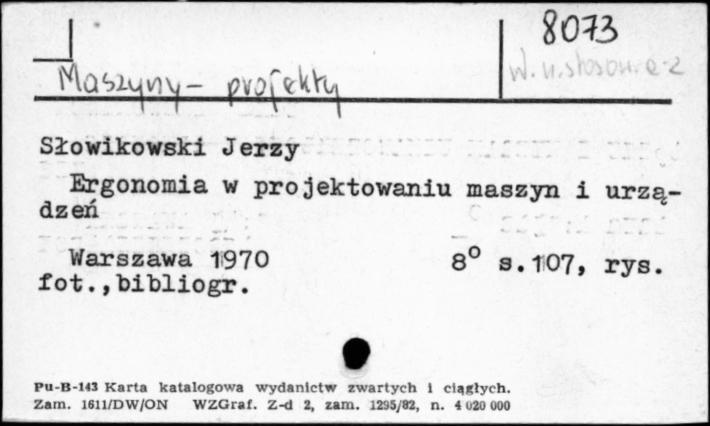 8073
Maszyny - projekty
Słowikowski Jerzy
Ergonomia w projektowaniu maszyn i urzą-
dzeń
Warszawa 1970 8° s.107, rys.
fot.,bibliogr.
Pu-B-143 Karta katalogowa wydanictw zwartych i ciągłych.
Zam. 1611/DW/ON WZGraf. Z-d 2, zam. 1295/82, n. 4 020 000